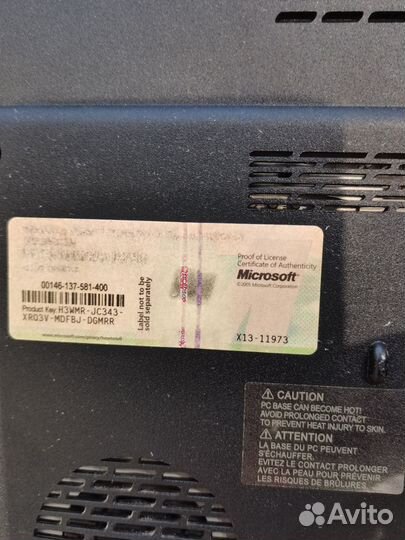 Proof of License
Certificate of Authenticity
Microsoft®
©2005 Microsoft Corporation
00146-137-581-400
Label not to be
sold separately
Product Key: H3WMR-JC343-
XRQ3V-MDFBJ-DGMRR
X13-11973
CAUTION
PC BASE CAN BECOME HOT!
AVOID PROLONGED CONTACT
TO PREVENT HEAT INJURY TO SKIN.
ATTENTION
LA BASE DU PC PEUVENT
S'ÉCHAUFFER.
EVITEZ LE CONTACT PROLONGER
AVEC LA PEAU POUR EVITER
LES RISQUES DE BRÛLURES.
Avito